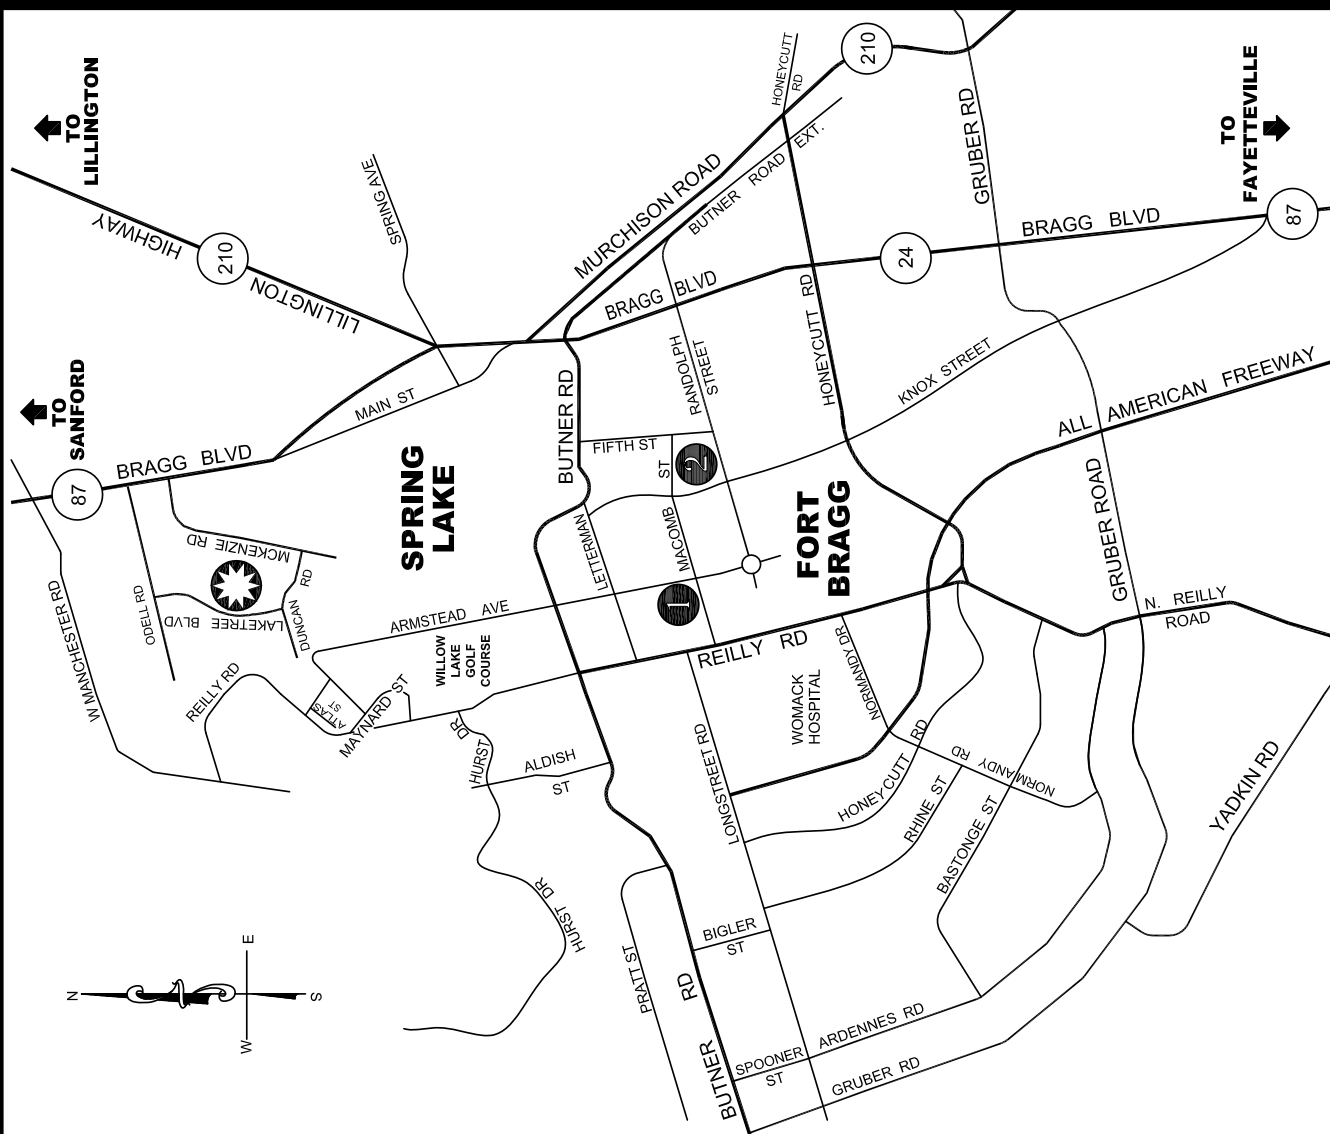 TO
LILLINGTON
HIGHWAY
210
LILLINGTON
SPRING AVE
HONEYCUTT
RD
210
MURCHISON ROAD
BUTNER ROAD EXT.
GRUBER RD
TO
FAYETTEVILLE
BRAGG BLVD
87
24
BRAGG BLVD
TO
SANFORD
87
BRAGG BLVD
MAIN ST
BUTNER RD
RANDOLPH
STREET
HONEYCUTT RD
KNOX STREET
ALL AMERICAN FREEWAY
FIFTH ST
ST
2
SPRING
LAKE
FORT
BRAGG
LETTERMAN
MACOMB
1
MCKENZIE RD
ODELL RD
LAKETREE BLVD
DUNCAN RD
W MANCHESTER RD
REILLY RD
ARMSTEAD AVE
WILLOW
LAKE
GOLF
COURSE
ATLAS
ST
MAYNARD ST
REILLY RD
WOMACK
HOSPITAL
NORMANDY DR
GRUBER ROAD
N. REILLY
ROAD
HURST DR
ALDISH
ST
LONGSTREET RD
HONEYCUTT RD
NORMANDY RD
RHINE ST
BASTONGE ST
YADKIN RD
HURST DR
PRATT ST
BIGLER
ST
BUTNER RD
SPOONER
ST
ARDENNES RD
GRUBER RD
N
E
S
W